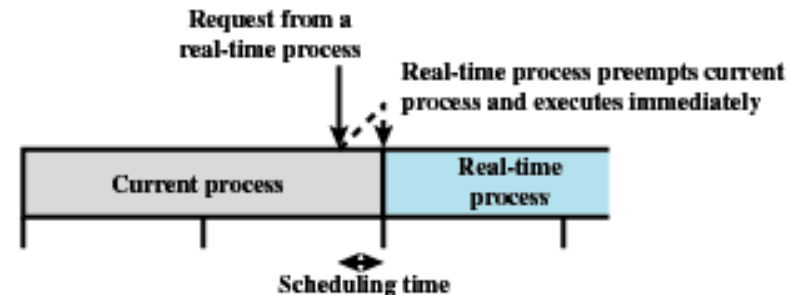 Request from a
real-time process
Real-time process preempts current
process and executes immediately
Current process
Real-time
process
Scheduling time